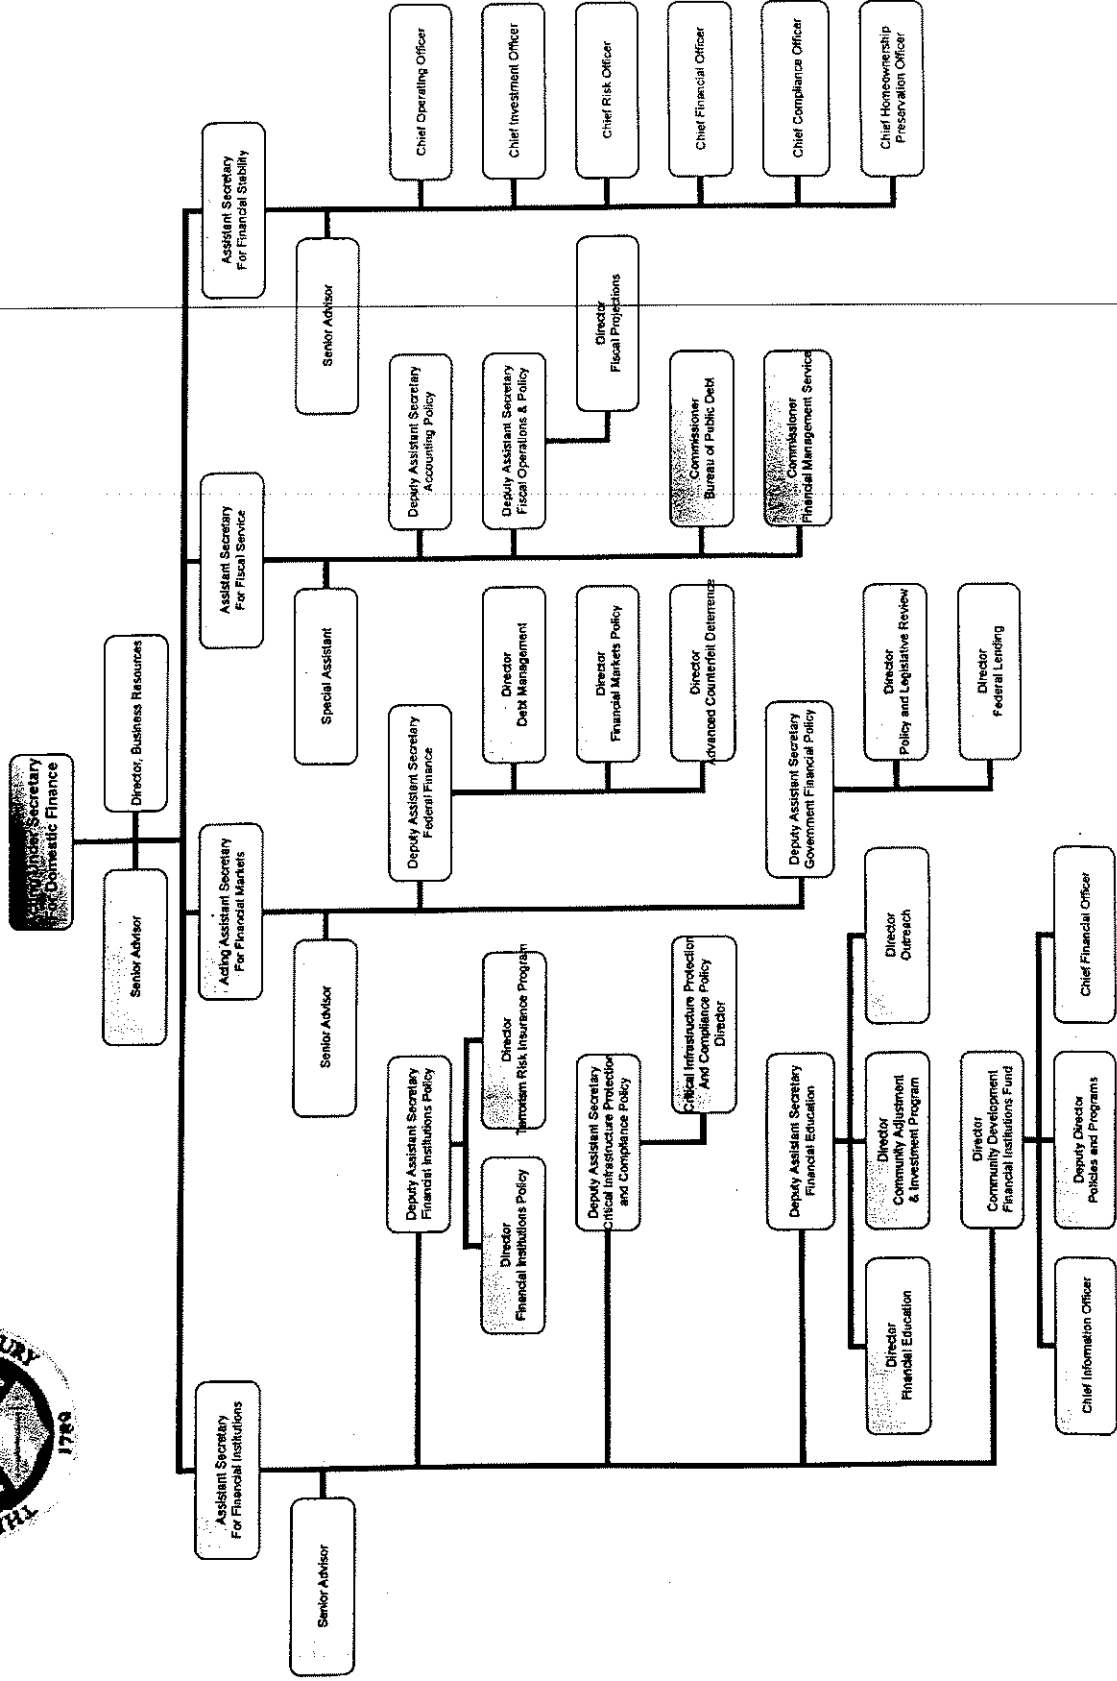 THE
URY
1789
Acting Under Secretary
For Domestic Finance
Senior Advisor
Director, Business Resources
Assistant Secretary
For Financial Institutions
Acting Assistant Secretary
For Financial Markets
Assistant Secretary
For Fiscal Service
Assistant Secretary
For Financial Stability
Senior Advisor
Senior Advisor
Special Assistant
Senior Advisor
Deputy Assistant Secretary
Financial Institutions Policy
Director
Financial Institutions Policy
Director
Terrorism Risk Insurance Program
Deputy Assistant Secretary
Critical Infrastructure Protection
and Compliance Policy
Critical Infrastructure Protection
And Compliance Policy
Director
Deputy Assistant Secretary
Financial Education
Director
Financial Education
Director
Community Adjustment
& Investment Program
Director
Outreach
Director
Community Development
Financial Institutions Fund
Chief Information Officer
Deputy Director
Policies and Programs
Chief Financial Officer
Deputy Assistant Secretary
Federal Finance
Director
Debt Management
Director
Financial Markets Policy
Director
Advanced Counterfeit Deterrence
Deputy Assistant Secretary
Government Financial Policy
Director
Policy and Legislative Review
Director
Federal Lending
Deputy Assistant Secretary
Accounting Policy
Deputy Assistant Secretary
Fiscal Operations & Policy
Director
Fiscal Projections
Commissioner
Bureau of Public Debt
Commissioner
Financial Management Service
Chief Operating Officer
Chief Investment Officer
Chief Risk Officer
Chief Financial Officer
Chief Compliance Officer
Chief Homeownership
Preservation Officer